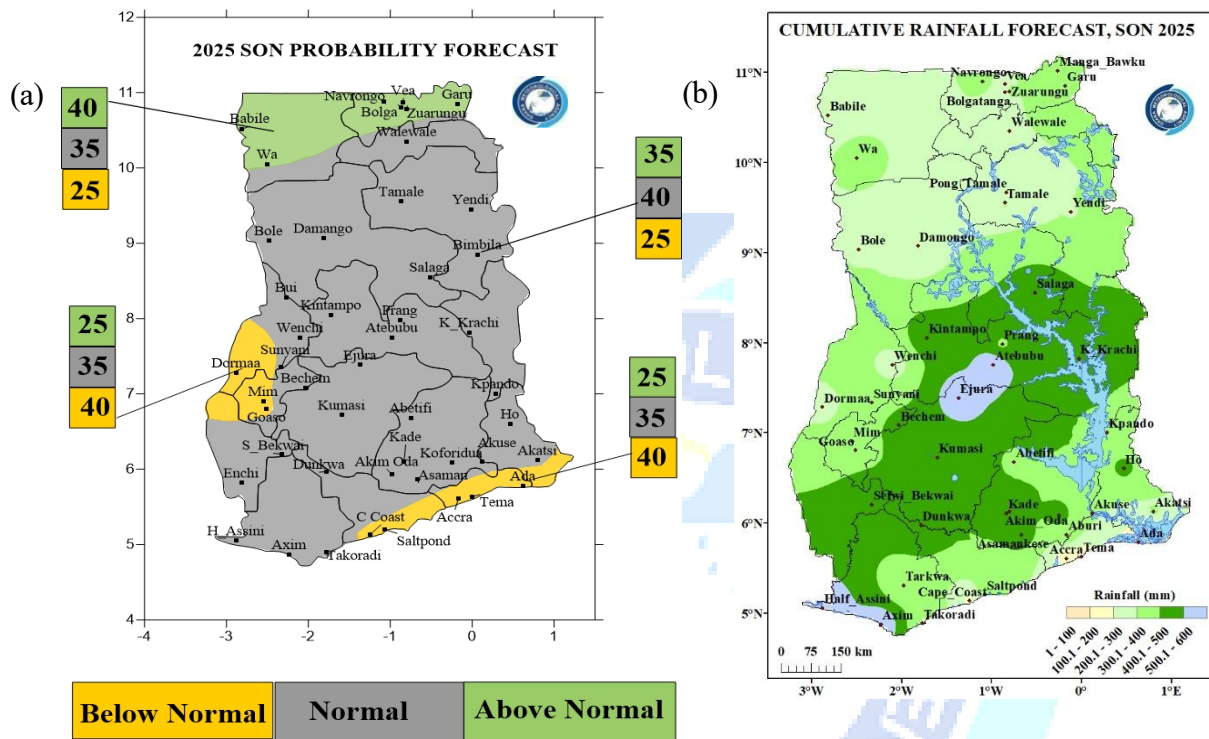 (a)
2025 SON PROBABILITY FORECAST
12
11
10
9
8
7
6
5
4
-4
-3
-2
-1
0
1
40
35
25
35
40
25
25
35
40
25
35
40
Navrongo
Vea
Garu
Bolga
Zuarungu
Babile
Walewale
Wa
Tamale
Yendi
Bole
Damango
Bimbila
Salaga
Bui
Kintampo
Prang
K_Krachi
Wenchi
Atebubu
Sunyani
Ejura
Dormaa
Bechem
Kpando
Mim
Goaso
Kumasi
Abetifi
Ho
S_Bekwai
Kade
Koforidua
Akuse
Akatsi
Enchi
Dunkwa
Akim Oda
Asaman
Ada
Tema
Accra
C Coast
Saltpond
H_Assini
Axim
Takoradi
Below Normal
Normal
Above Normal
(b)
CUMULATIVE RAINFALL FORECAST, SON 2025
11°N
10°N
9°N
8°N
7°N
6°N
5°N
3°W
2°W
1°W
0°
1°E
Manga_Bawku
Navrongo
Vea
Garu
Bolgatanga
Zuarungu
Babile
Walewale
Wa
Pong_Tamale
Tamale
Yendi
Bole
Damongo
Salaga
Kintampo
Prang
Wenchi
Atebubu
K_Krachi
Ejura
Dormaa
Sunyani
Bechem
Kpando
Goaso
Mim
Kumasi
Abetifi
Ho
Sefwi_Bekwai
Kade
Akuse
Akatsi
Dunkwa
Akim_Oda
Aburi
Asamankese
Ada
Accra
Tema
Tarkwa
Cape_Coast
Saltpond
Half_Assini
Axim
Takoradi
Rainfall (mm)
1 - 100
100.1 - 200
200.1 - 300
300.1 - 400
400.1 - 500
500.1 - 600
0 75 150 km